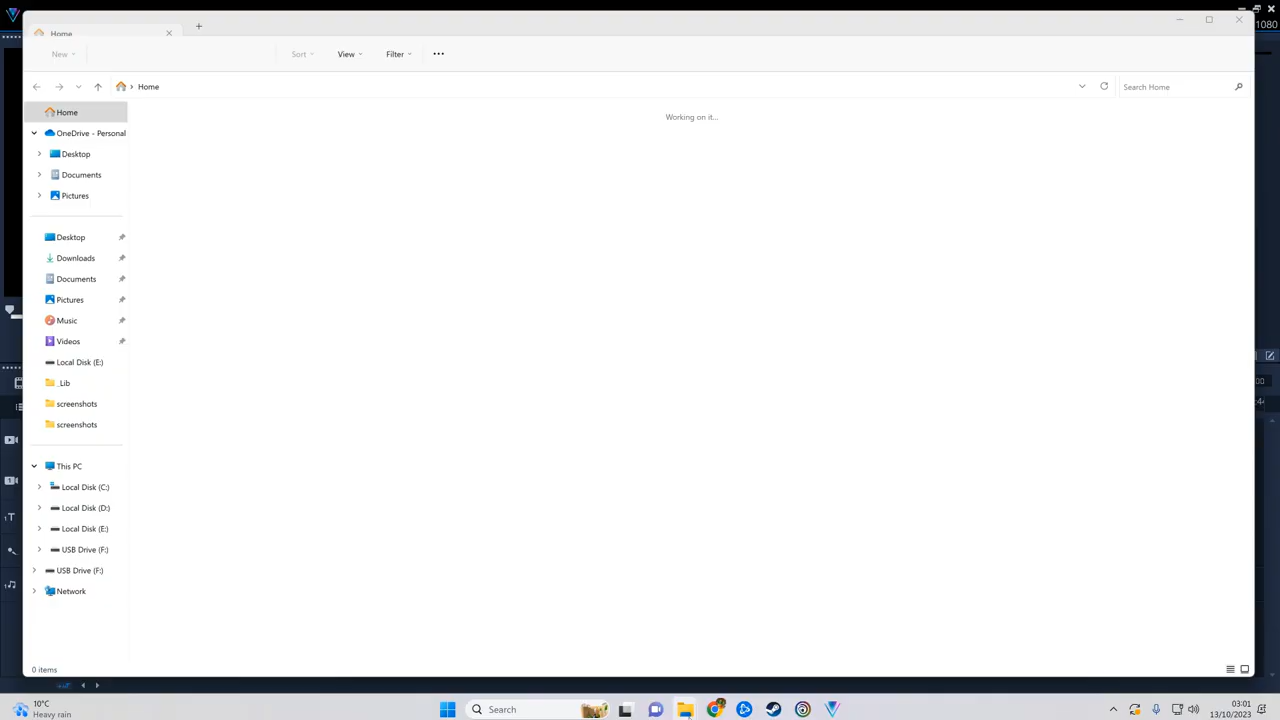 1080
Home
New
Sort
View
Filter
Home
Search Home
Home
Working on it...
OneDrive - Personal
Desktop
Documents
Pictures
Desktop
Downloads
Documents
Pictures
Music
Videos
Local Disk (E:)
_Lib
screenshots
screenshots
This PC
Local Disk (C:)
Local Disk (D:)
Local Disk (E:)
USB Drive (F:)
USB Drive (F:)
Network
0 items
10°C
Heavy rain
Search
03:01
13/10/2023